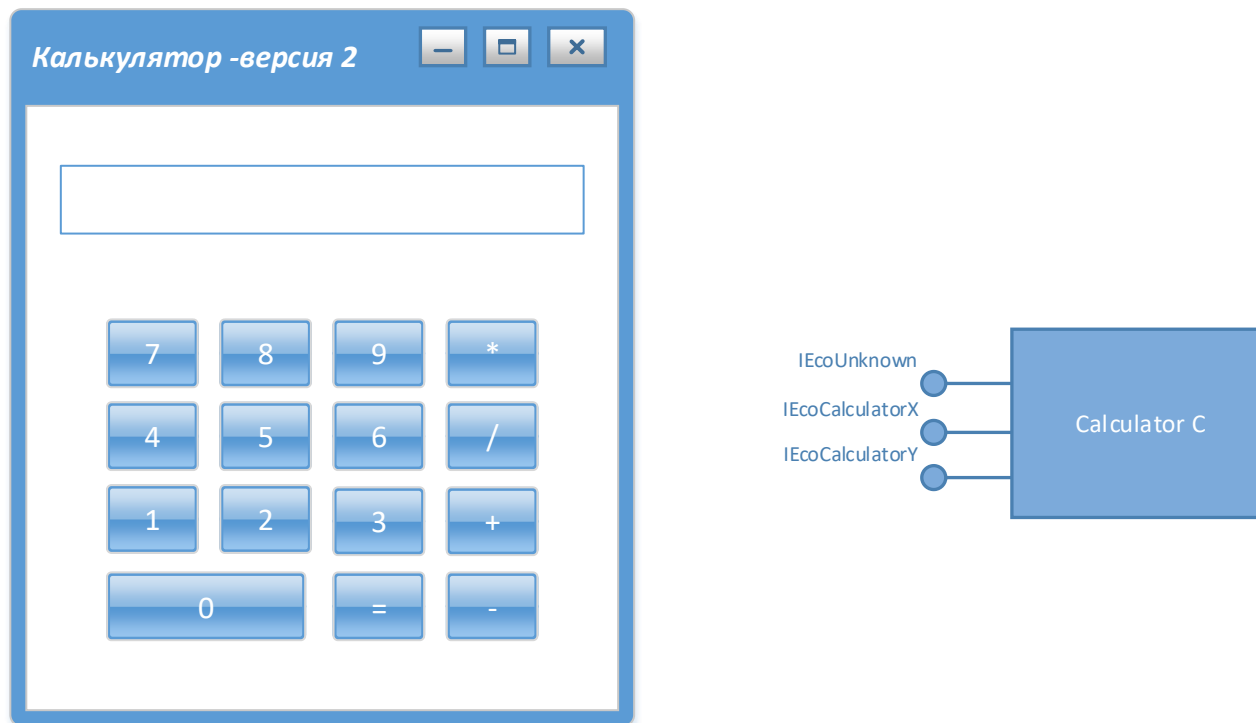 Калькулятор -версия 2
7 8 9 *
4 5 6 /
1 2 3 +
0 = -
IEcoUnknown
IEcoCalculatorX
IEcoCalculatorY
Calculator C